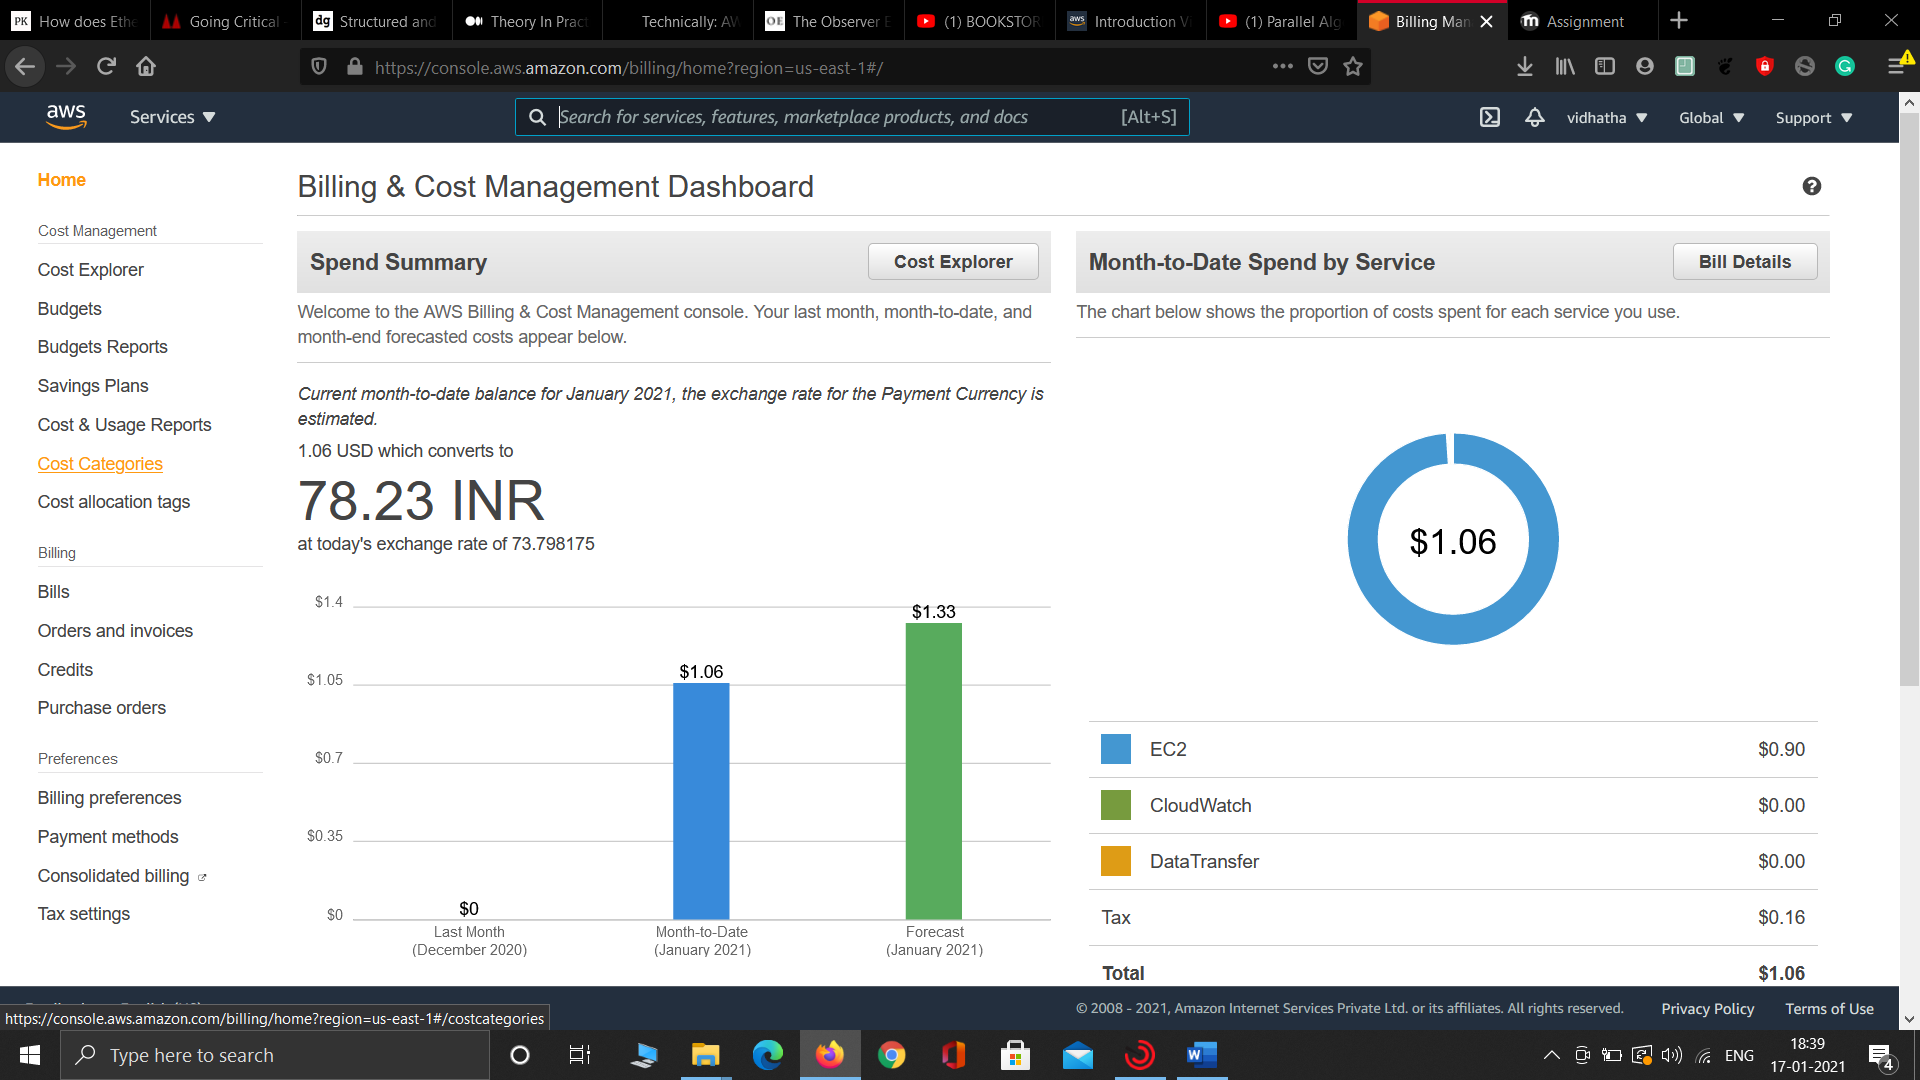 PK How does Ethe
Going Critical
dg Structured and
Theory In Pract
Technically: AW
OE The Observer E
(1) BOOKSTOR
aws Introduction Vi
(1) Parallel Alg
Billing Man
Assignment
https://console.aws.amazon.com/billing/home?region=us-east-1#/
aws
Services
Search for services, features, marketplace products, and docs
[Alt+S]
vidhatha
Global
Support
Home
Cost Management
Cost Explorer
Budgets
Budgets Reports
Savings Plans
Cost & Usage Reports
Cost Categories
Cost allocation tags
Billing
Bills
Orders and invoices
Credits
Purchase orders
Preferences
Billing preferences
Payment methods
Consolidated billing
Tax settings
Billing & Cost Management Dashboard
Spend Summary
Cost Explorer
Welcome to the AWS Billing & Cost Management console. Your last month, month-to-date, and
month-end forecasted costs appear below.
Current month-to-date balance for January 2021, the exchange rate for the Payment Currency is
estimated.
1.06 USD which converts to
78.23 INR
at today's exchange rate of 73.798175
$1.4
$1.05
$0.7
$0.35
$0
$0
$1.06
$1.33
Last Month
(December 2020)
Month-to-Date
(January 2021)
Forecast
(January 2021)
Month-to-Date Spend by Service
Bill Details
The chart below shows the proportion of costs spent for each service you use.
$1.06
EC2 $0.90
CloudWatch $0.00
DataTransfer $0.00
Tax $0.16
Total $1.06
© 2008 - 2021, Amazon Internet Services Private Ltd. or its affiliates. All rights reserved.
Privacy Policy
Terms of Use
https://console.aws.amazon.com/billing/home?region=us-east-1#/costcategories
Type here to search
ENG
18:39
17-01-2021
4